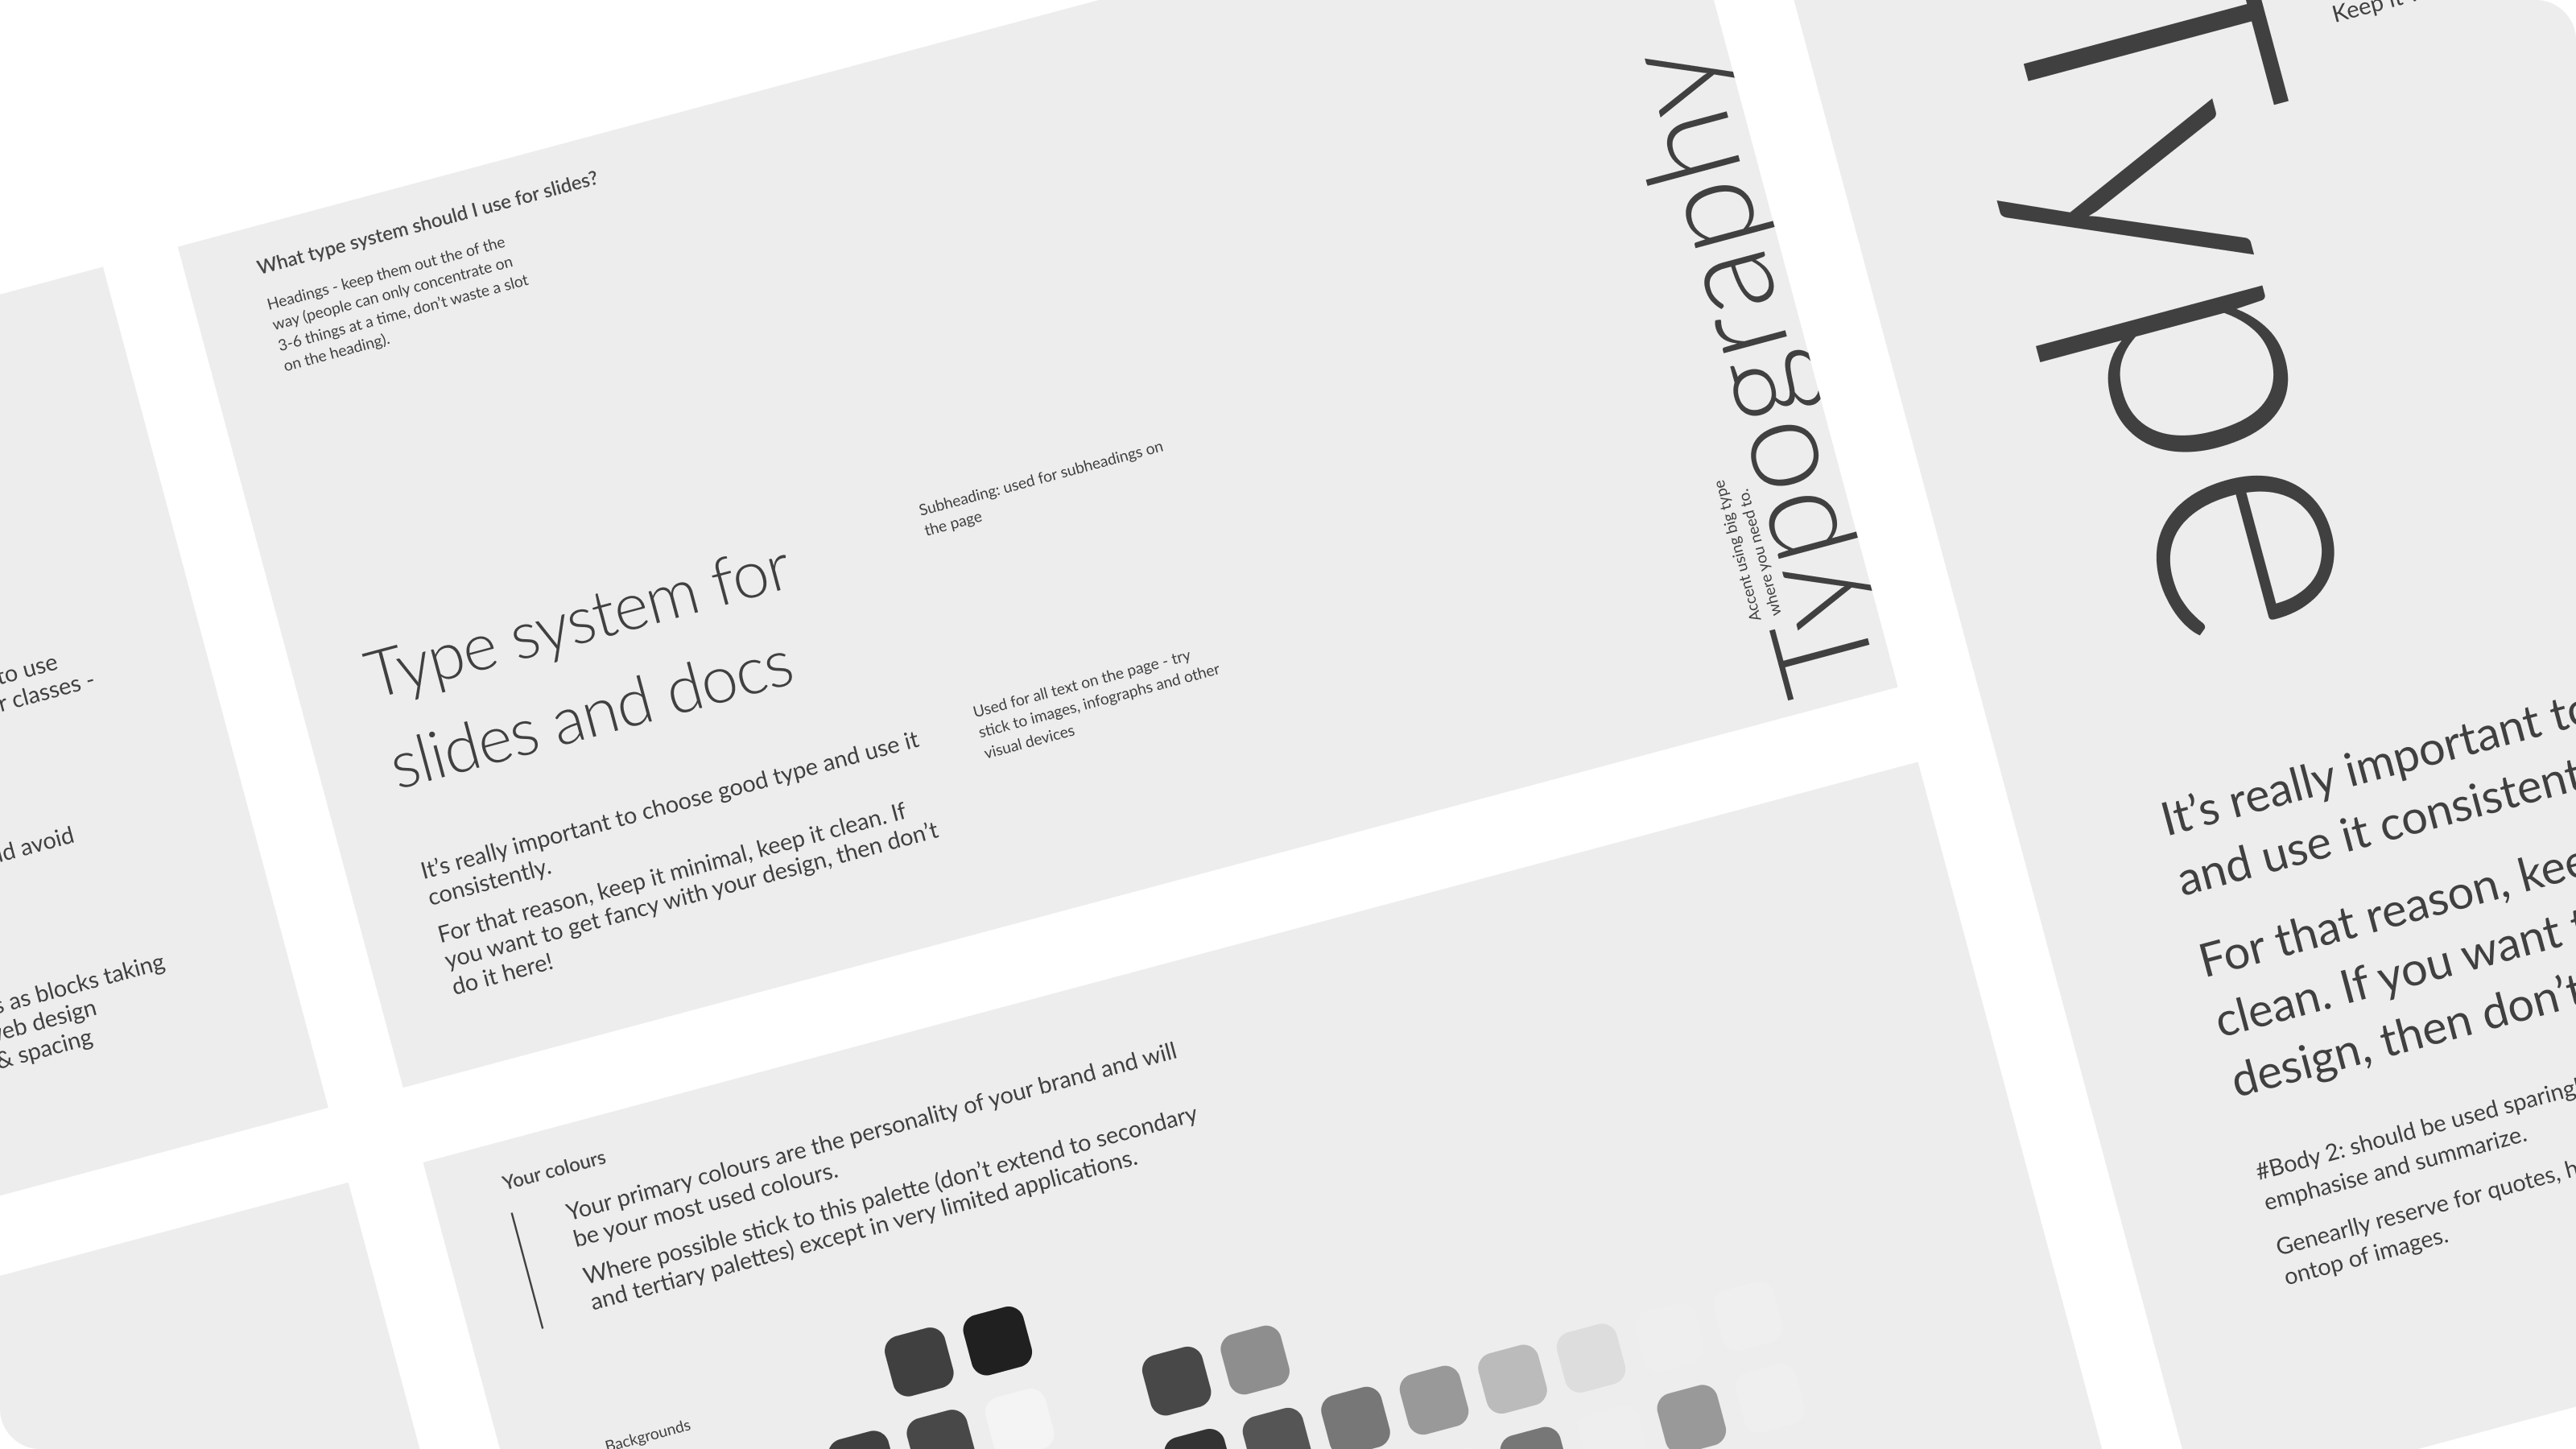 to use
r classes -
d avoid
s as blocks taking
eb design
& spacing
What type system should I use for slides?
Headings - keep them out the of the
way (people can only concentrate on
3-6 things at a time, don't waste a slot
on the heading).
Type system for
slides and docs
Subheading: used for subheadings on
the page
It's really important to choose good type and use it
consistently.
For that reason, keep it minimal, keep it clean. If
you want to get fancy with your design, then don't
do it here!
Used for all text on the page - try
stick to images, infographs and other
visual devices
Accent using big type
where you need to.
Typography
Your colours
Your primary colours are the personality of your brand and will
be your most used colours.
Where possible stick to this palette (don't extend to secondary
and tertiary palettes) except in very limited applications.
Backgrounds
Keep it
Type
It's really important to
and use it consistent
For that reason, kee
clean. If you want
design, then don't
#Body 2: should be used sparing
emphasise and summarize.
Genearlly reserve for quotes, h
ontop of images.